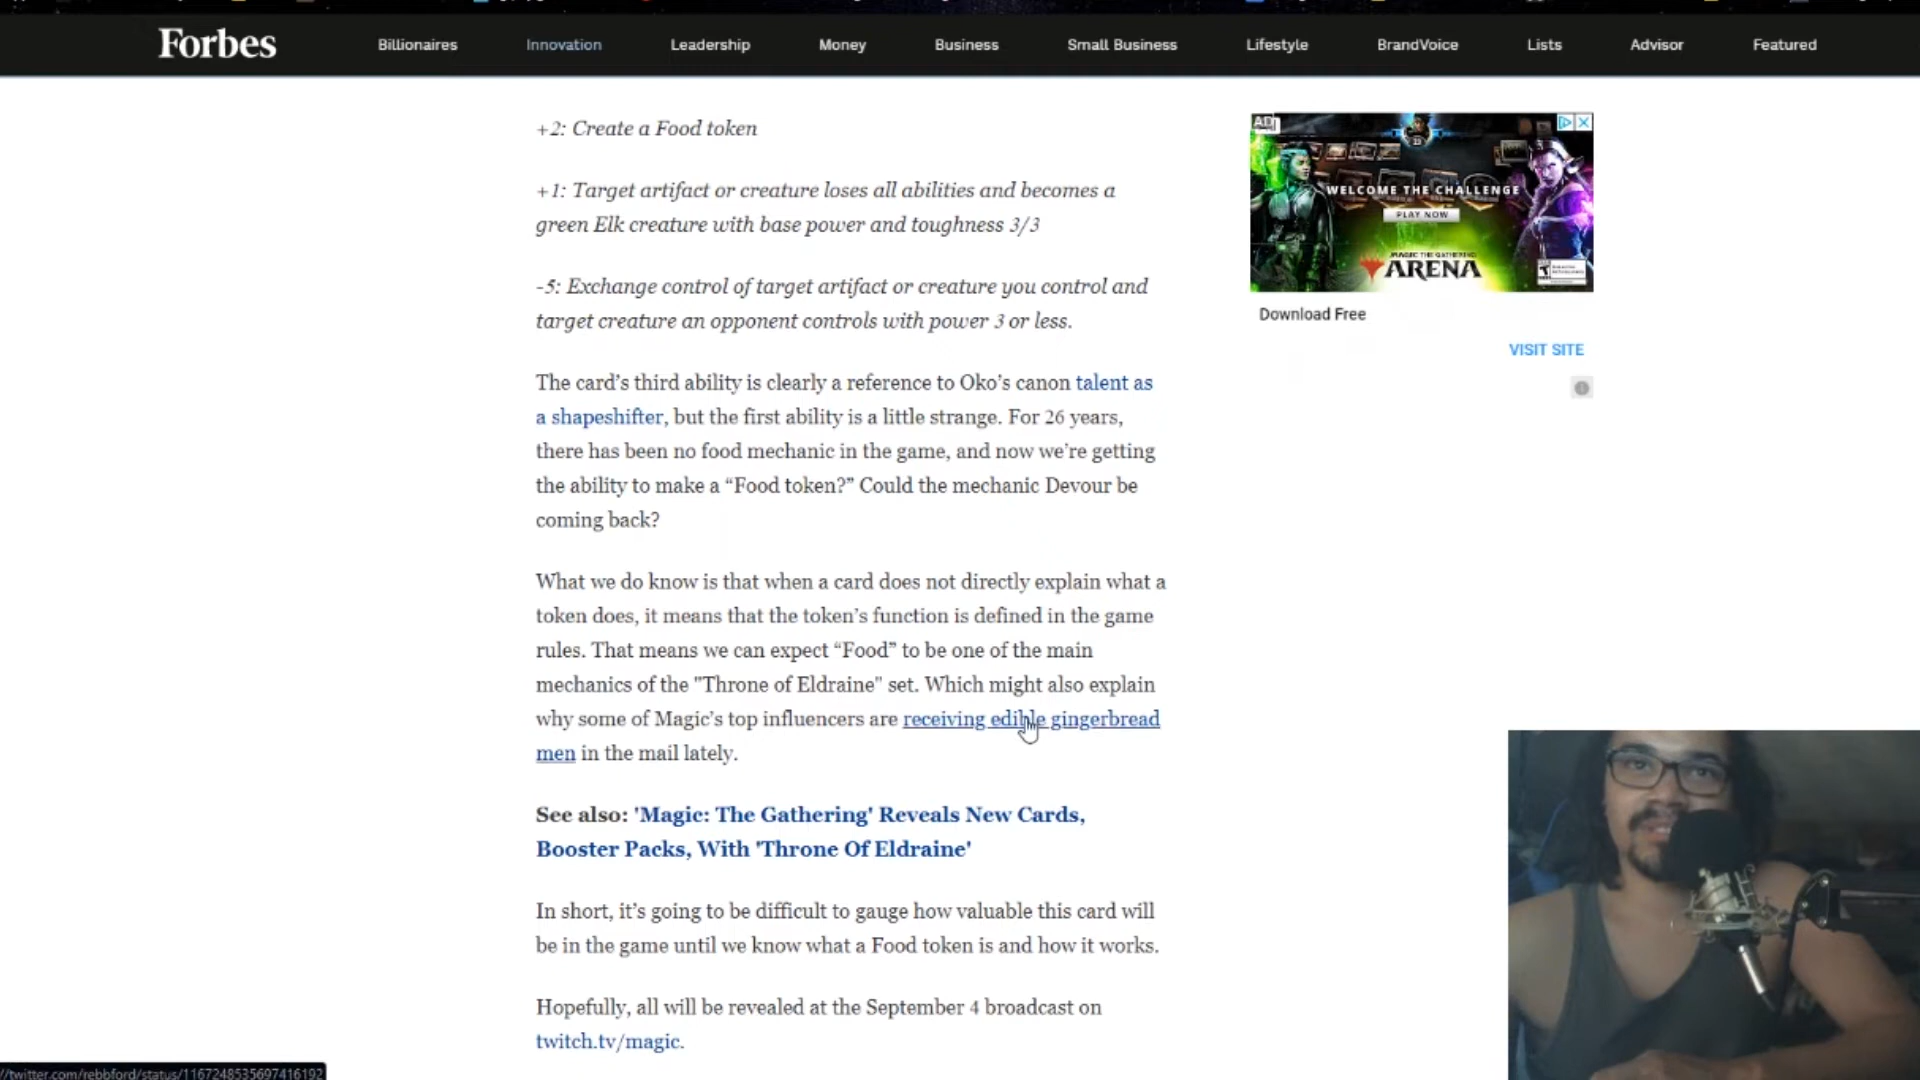 Forbes
Billionaires
Innovation
Leadership
Money
Business
Small Business
Lifestyle
BrandVoice
Lists
Advisor
Featured
+2: Create a Food token
+1: Target artifact or creature loses all abilities and becomes a
green Elk creature with base power and toughness 3/3
-5: Exchange control of target artifact or creature you control and
target creature an opponent controls with power 3 or less.
The card's third ability is clearly a reference to Oko's canon talent as
a shapeshifter, but the first ability is a little strange. For 26 years,
there has been no food mechanic in the game, and now we're getting
the ability to make a “Food token?” Could the mechanic Devour be
coming back?
What we do know is that when a card does not directly explain what a
token does, it means that the token's function is defined in the game
rules. That means we can expect “Food” to be one of the main
mechanics of the "Throne of Eldraine" set. Which might also explain
why some of Magic's top influencers are receiving edible gingerbread
men in the mail lately.
See also: 'Magic: The Gathering' Reveals New Cards,
Booster Packs, With 'Throne Of Eldraine'
In short, it's going to be difficult to gauge how valuable this card will
be in the game until we know what a Food token is and how it works.
Hopefully, all will be revealed at the September 4 broadcast on
twitch.tv/magic.
AD
WELCOME THE CHALLENGE
PLAY NOW
MAGIC THE GATHERING
ARENA
Download Free
VISIT SITE
//twitter.com/rebbford/status/1167248535697416192